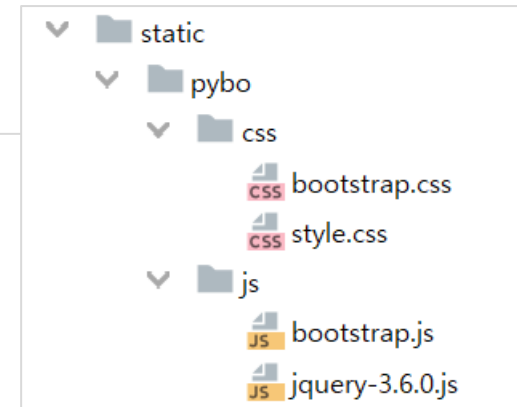 static
pybo
css
CSS bootstrap.css
CSS style.css
js
JS bootstrap.js
JS jquery-3.6.0.js